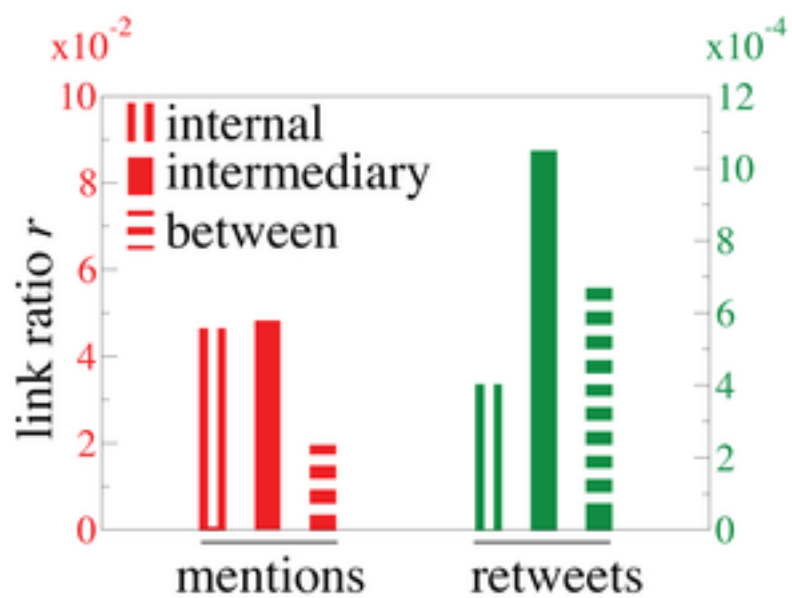 x10^-2
x10^-4
10
8
6
4
2
0
link ratio r
internal
intermediary
between
12
10
8
6
4
2
0
mentions
retweets